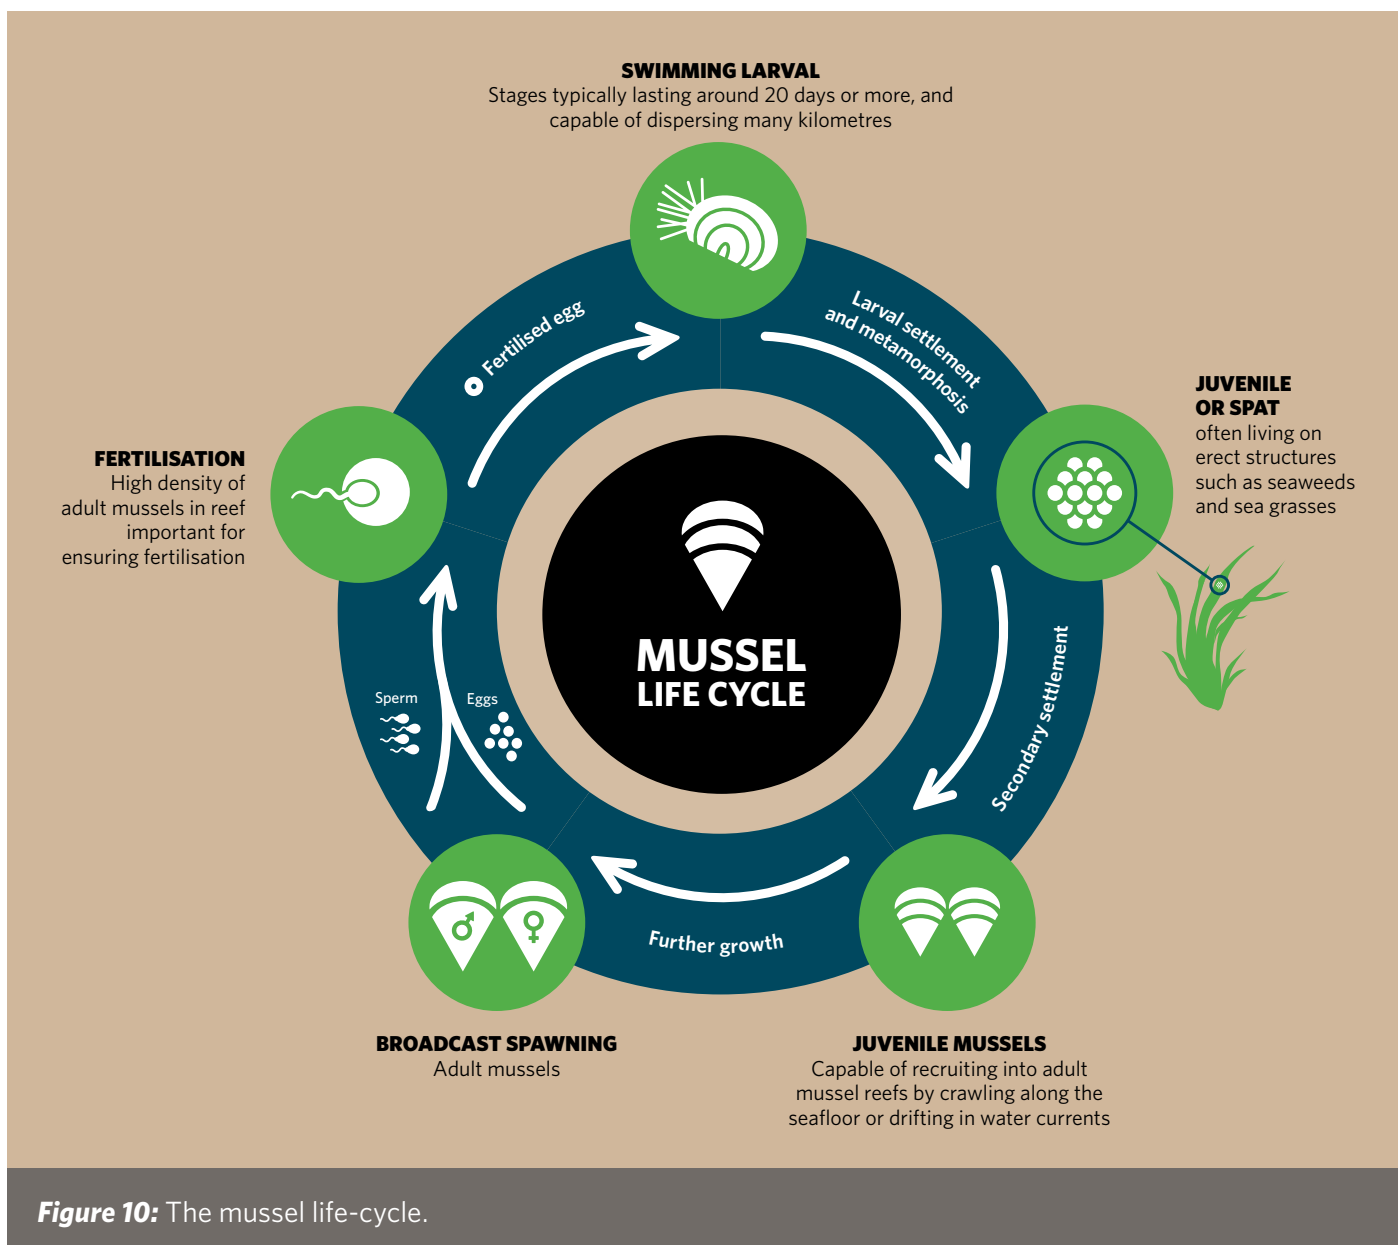 SWIMMING LARVAL
Stages typically lasting around 20 days or more, and
capable of dispersing many kilometres
Fertilised egg
Larval settlement
and metamorphosis
JUVENILE
OR SPAT
often living on
erect structures
such as seaweeds
and sea grasses
FERTILISATION
High density of
adult mussels in reef
important for
ensuring fertilisation
MUSSEL
LIFE CYCLE
Sperm
Eggs
Secondary settlement
Further growth
BROADCAST SPAWNING
Adult mussels
JUVENILE MUSSELS
Capable of recruiting into adult
mussel reefs by crawling along the
seafloor or drifting in water currents
Figure 10: The mussel life-cycle.